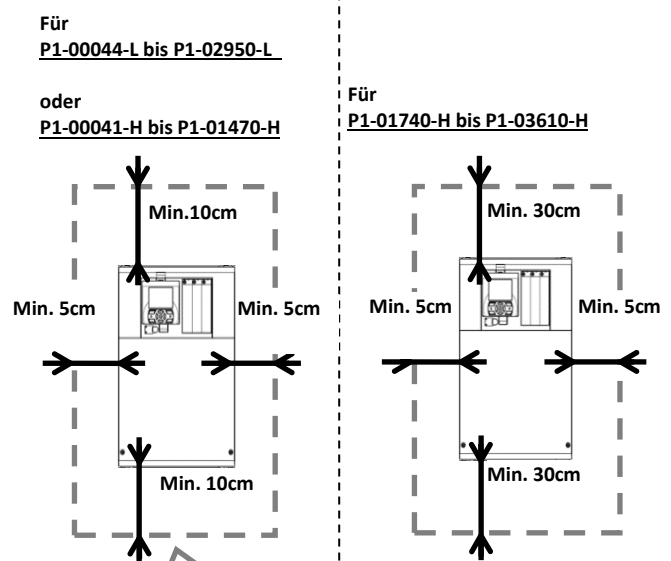 Für
P1-00044-L bis P1-02950-L
oder
P1-00041-H bis P1-01470-H
Min.10cm
Min. 5cm
Min. 5cm
Min. 10cm
Für
P1-01740-H bis P1-03610-H
Min. 30cm
Min. 5cm
Min. 5cm
Min. 30cm